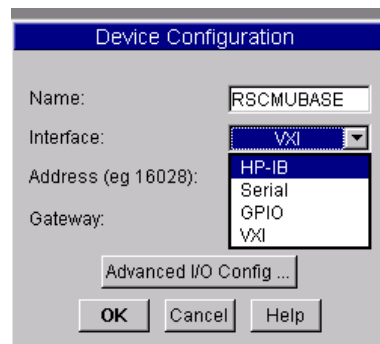 Device Configuration
Name: RSCMUBASE
Interface: VXI
Address (eg 16028): HP-IB
Serial
Gateway: GPIO
VXI
Advanced I/O Config ...
OK Cancel Help